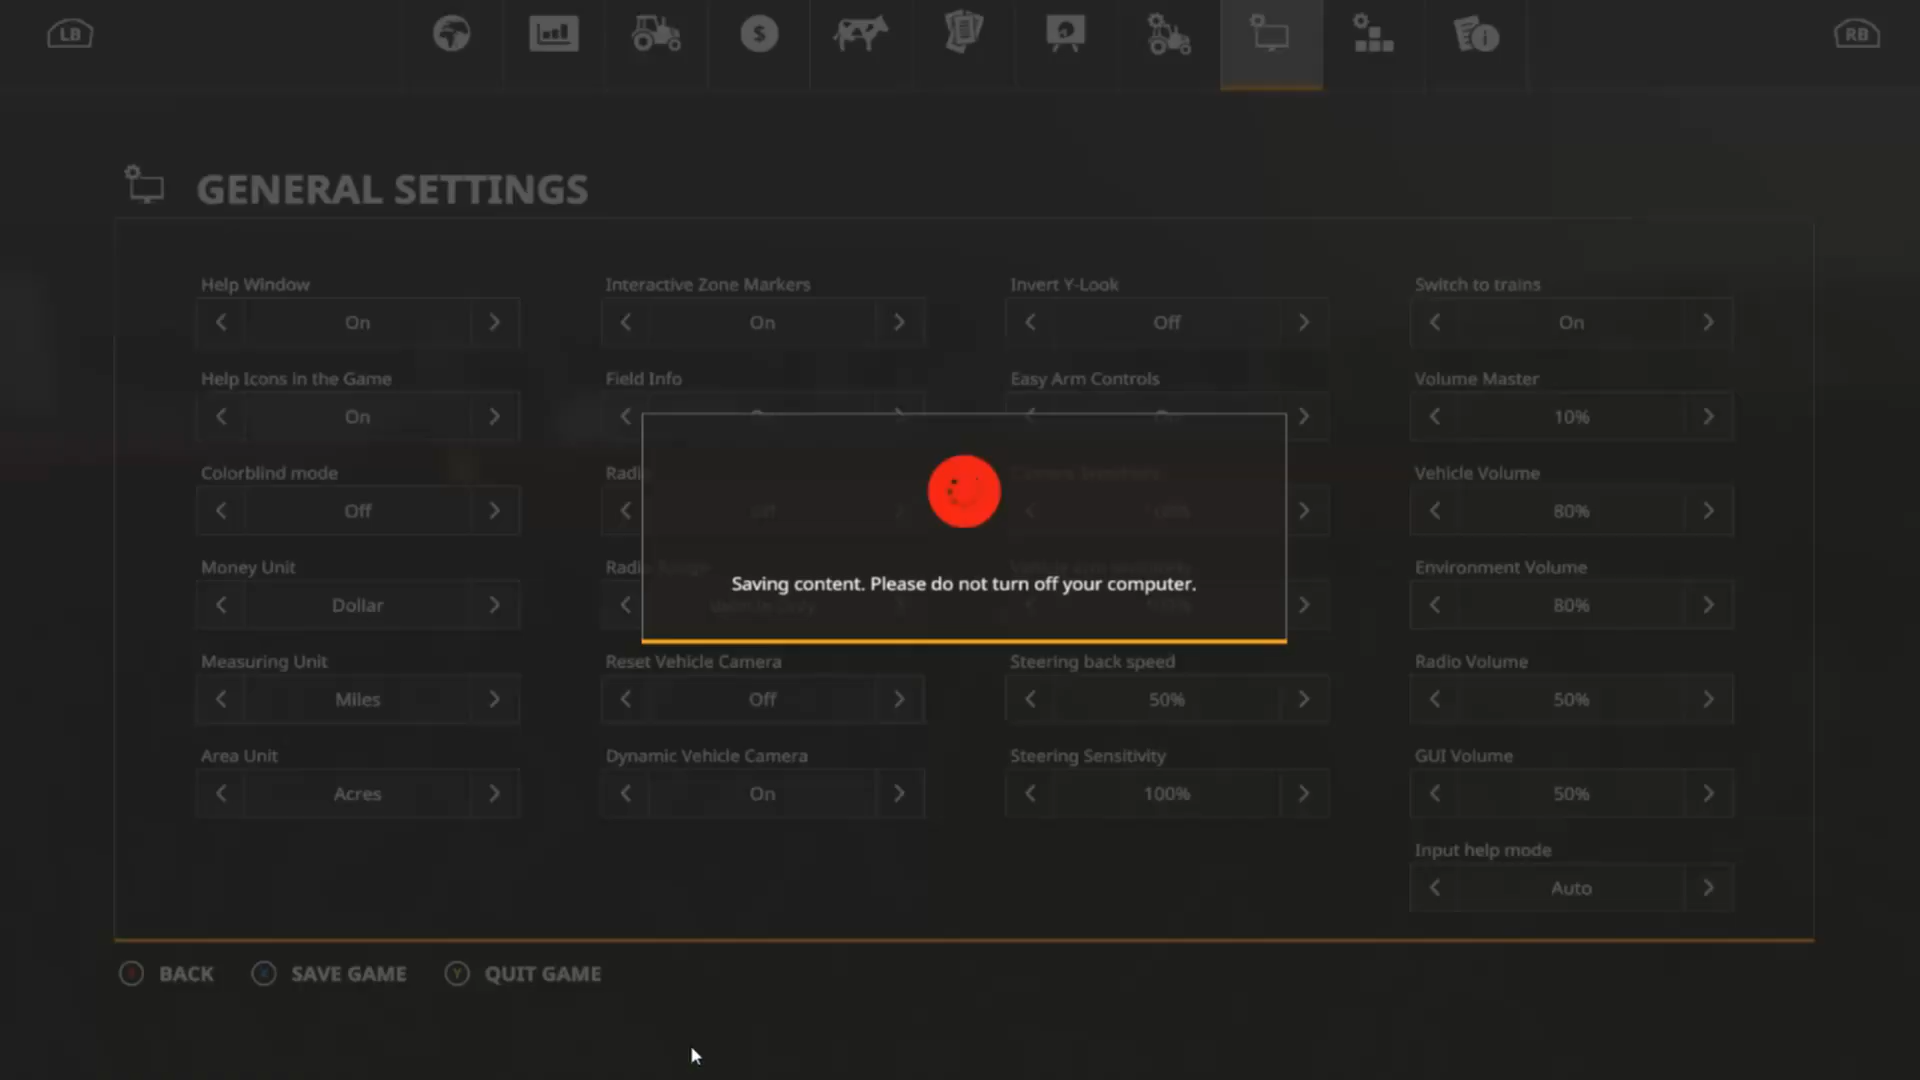 LB
RB
GENERAL SETTINGS
Help Window
On
Help Icons in the Game
On
Colorblind mode
Off
Money Unit
Dollar
Measuring Unit
Miles
Area Unit
Acres
Interactive Zone Markers
On
Field Info
Reset Vehicle Camera
Off
Dynamic Vehicle Camera
On
Invert Y-Look
Off
Easy Arm Controls
Steering back speed
50%
Steering Sensitivity
100%
Switch to trains
On
Volume Master
10%
Vehicle Volume
80%
Environment Volume
80%
Radio Volume
50%
GUI Volume
50%
Input help mode
Auto
Saving content. Please do not turn off your computer.
BACK
X SAVE GAME
Y QUIT GAME